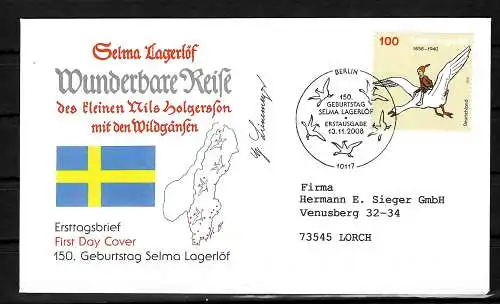 Selma Lagerlöf
Wunderbare Reise
des kleinen Nils Holgersson
mit den Wildgänsen
Ersttagsbrief
First Day Cover
150. Geburtstag Selma Lagerlöf
BERLIN
150.
GEBURTSTAG
SELMA LAGERLÖF
ERSTAUSGABE
13.11.2008
10117
100
1858-1940
Deutschland
Firma
Hermann E. Sieger GmbH
Venusberg 32-34
73545 LORCH